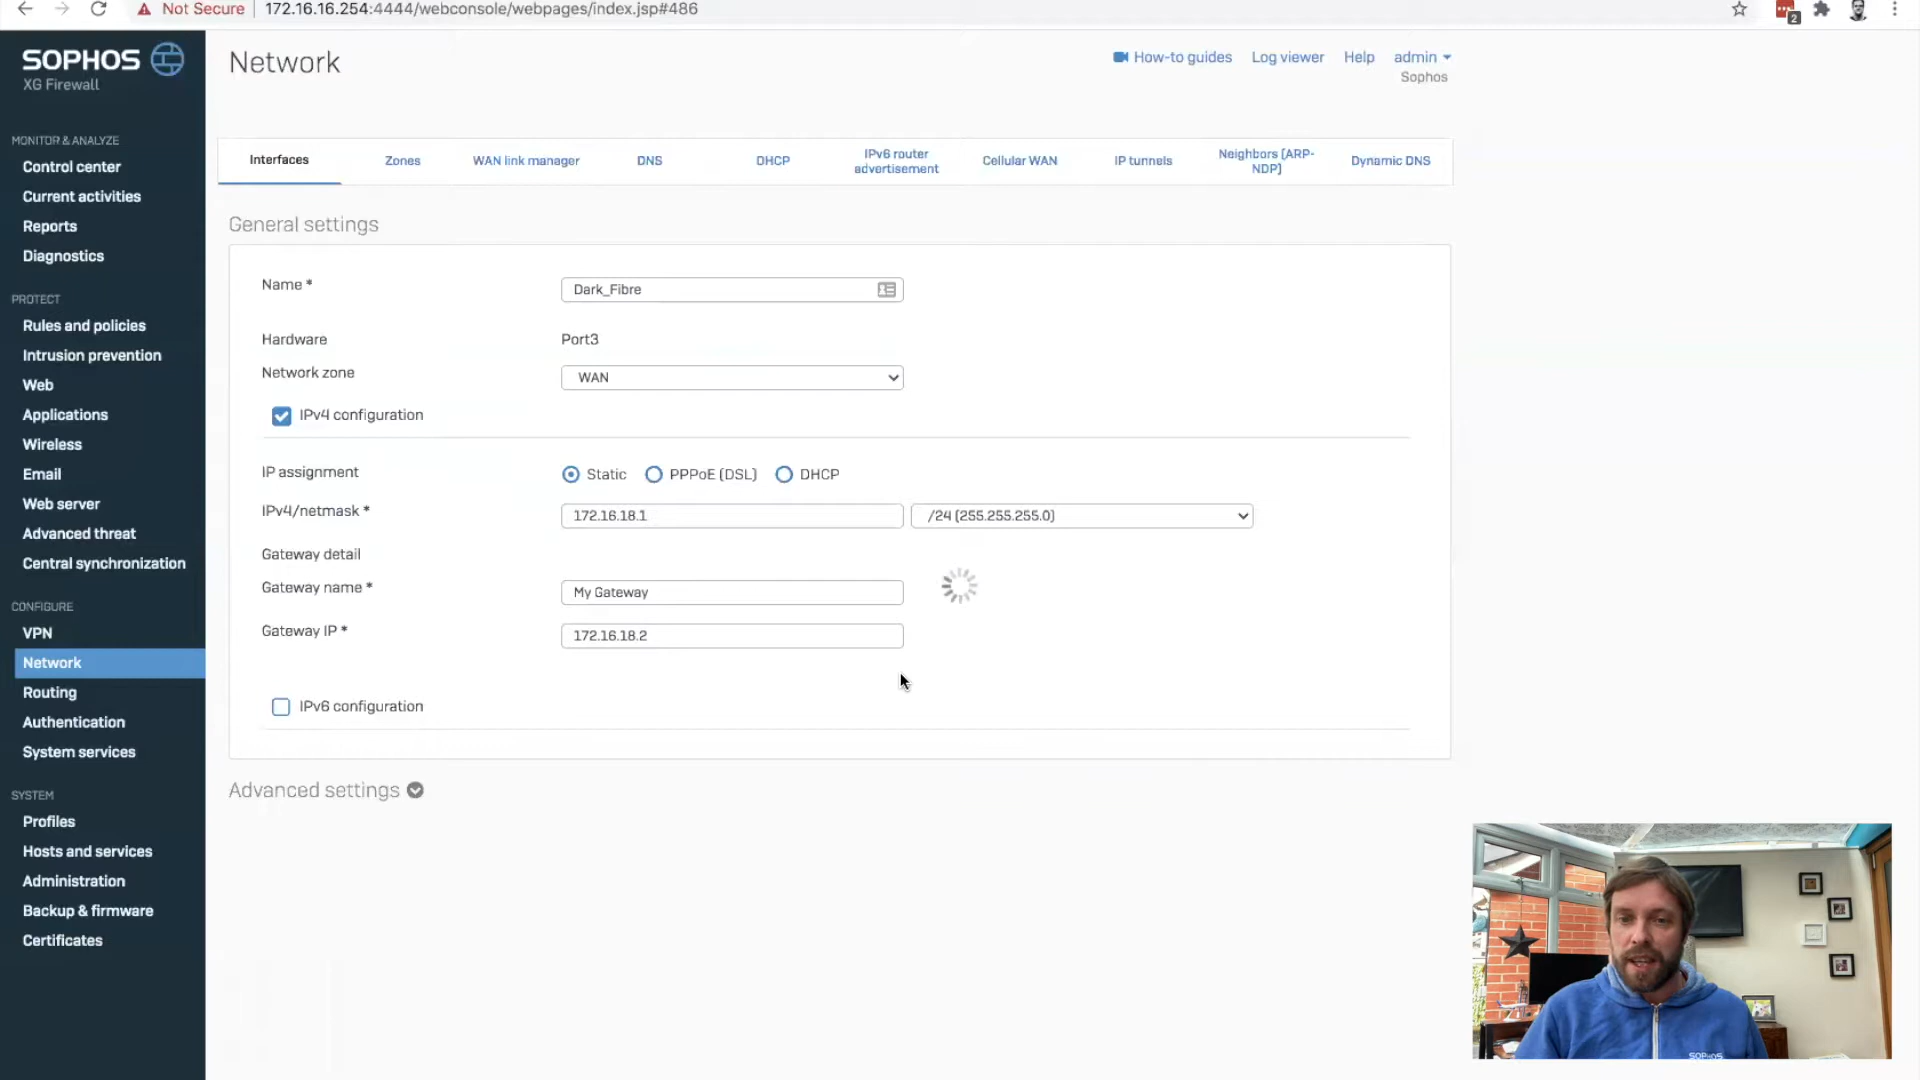 Not Secure
172.16.16.254:4444/webconsole/webpages/index.jsp#486
2
SOPHOS
XG Firewall
MONITOR & ANALYZE
Control center
Current activities
Reports
Diagnostics
PROTECT
Rules and policies
Intrusion prevention
Web
Applications
Wireless
Email
Web server
Advanced threat
Central synchronization
CONFIGURE
VPN
Network
Routing
Authentication
System services
SYSTEM
Profiles
Hosts and services
Administration
Backup & firmware
Certificates
Network
How-to guides
Log viewer
Help
admin
Sophos
Interfaces
Zones
WAN link manager
DNS
DHCP
IPv6 router
advertisement
Cellular WAN
IP tunnels
Neighbors (ARP-
NDP)
Dynamic DNS
General settings
Name *
Dark_Fibre
Hardware
Port3
Network zone
WAN
IPv4 configuration
IP assignment
Static
PPPoE (DSL)
DHCP
IPv4/netmask *
172.16.18.1
/24 (255.255.255.0)
Gateway detail
Gateway name *
My Gateway
Gateway IP *
172.16.18.2
IPv6 configuration
Advanced settings
SOPHOS